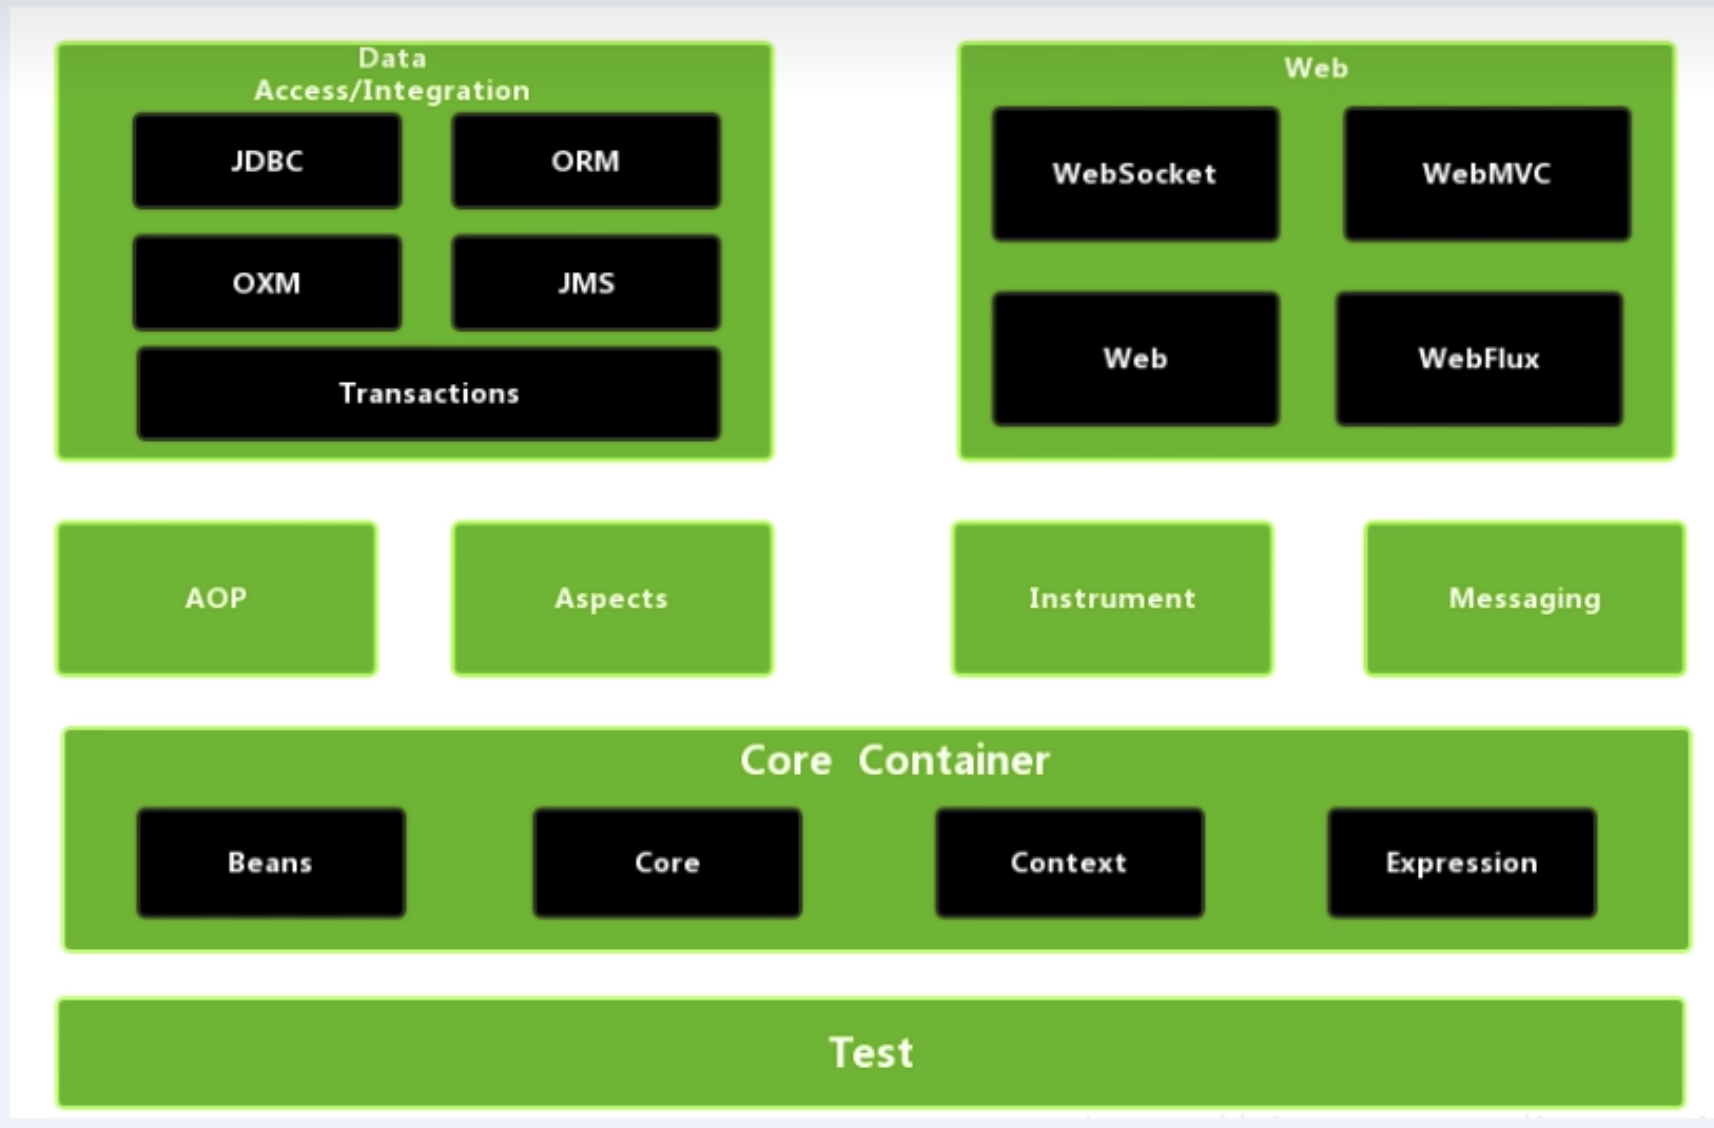 Data
Access/Integration
JDBC
ORM
OXM
JMS
Transactions
Web
WebSocket
WebMVC
Web
WebFlux
AOP
Aspects
Instrument
Messaging
Core Container
Beans
Core
Context
Expression
Test